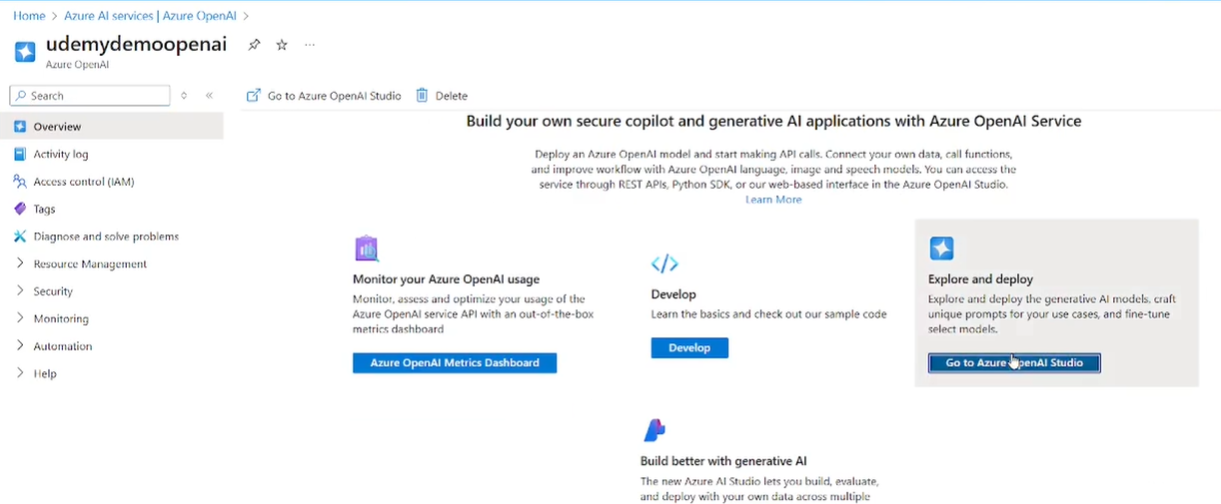 Home > Azure AI services | Azure OpenAI >
udemydemoopenai
Azure OpenAI
Search
Go to Azure OpenAI Studio
Delete
Overview
Activity log
Access control (IAM)
Tags
Diagnose and solve problems
Resource Management
Security
Monitoring
Automation
Help
Build your own secure copilot and generative AI applications with Azure OpenAI Service
Deploy an Azure OpenAI model and start making API calls. Connect your own data, call functions,
and improve workflow with Azure OpenAI language, image and speech models. You can access the
service through REST APIs, Python SDK, or our web-based interface in the Azure OpenAI Studio.
Learn More
Monitor your Azure OpenAI usage
Monitor, assess and optimize your usage of the
Azure OpenAI service API with an out-of-the-box
metrics dashboard
Azure OpenAI Metrics Dashboard
Develop
Learn the basics and check out our sample code
Develop
Explore and deploy
Explore and deploy the generative AI models, craft
unique prompts for your use cases, and fine-tune
select models.
Go to Azure OpenAI Studio
Build better with generative AI
The new Azure AI Studio lets you build, evaluate,
and deploy with your own data across multiple